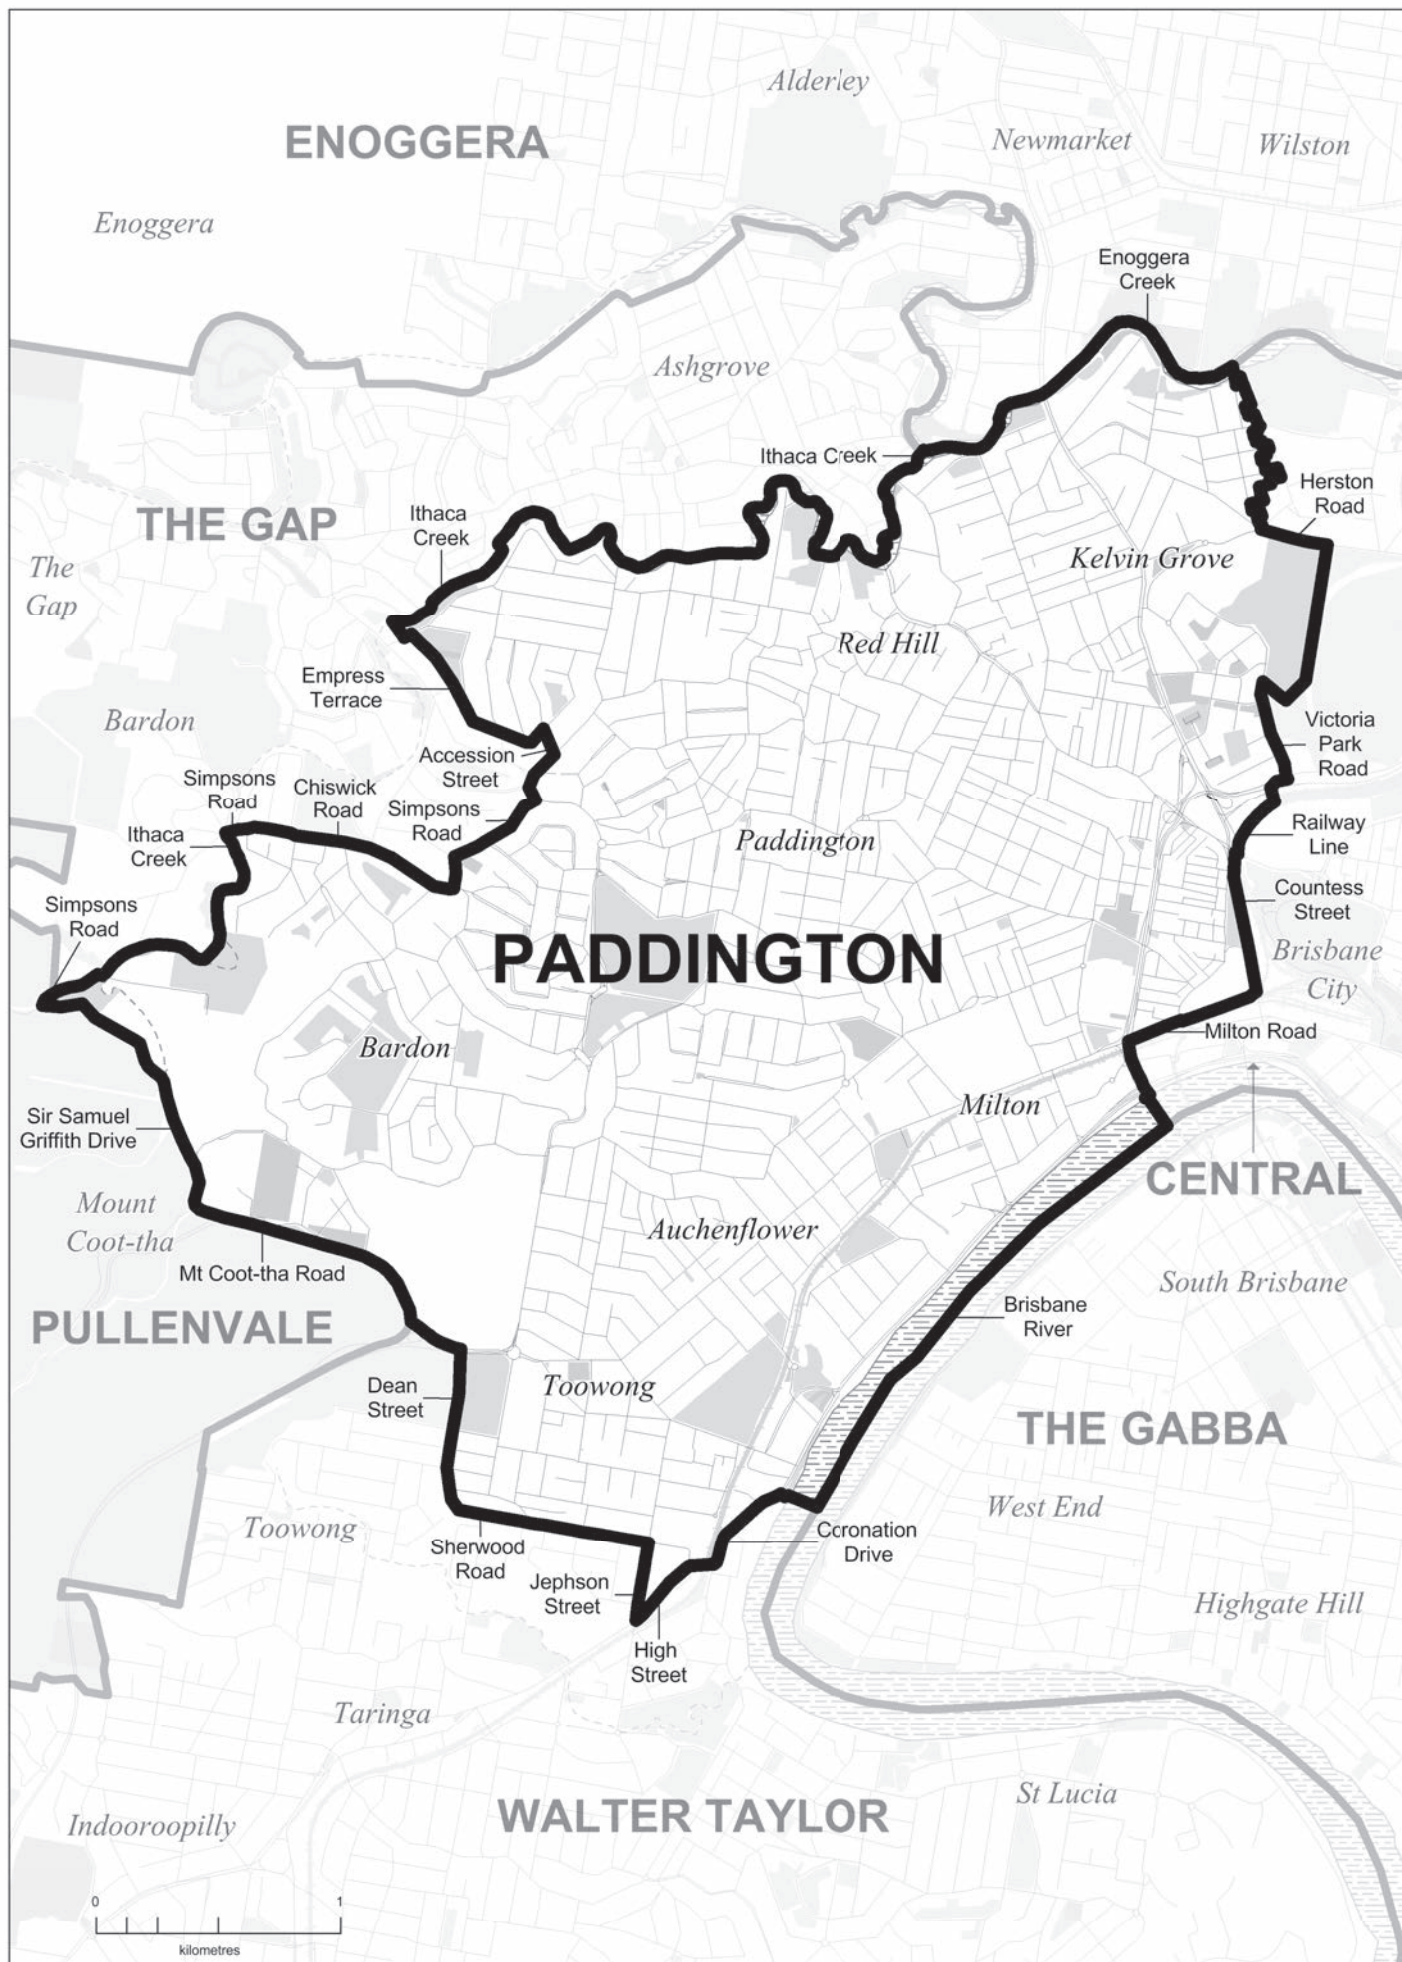 Alderley
ENOGGERA
Newmarket
Wilston
Enoggera
Enoggera
Creek
Ashgrove
Ithaca Creek
Herston
Road
Ithaca
Creek
THE GAP
The
Gap
Kelvin Grove
Red Hill
Empress
Terrace
Bardon
Victoria
Park
Road
Accession
Street
Simpsons
Road
Chiswick
Road
Simpsons
Road
Ithaca
Creek
Paddington
Railway
Line
Countess
Street
Simpsons
Road
PADDINGTON
Brisbane
City
Milton Road
Bardon
Milton
Sir Samuel
Griffith Drive
CENTRAL
Mount
Coot-tha
Auchenflower
Mt Coot-tha Road
South Brisbane
PULLENVALE
Brisbane
River
Dean
Street
Toowong
THE GABBA
West End
Toowong
Sherwood
Road
Coronation
Drive
Jephson
Street
Highgate Hill
High
Street
Taringa
St Lucia
WALTER TAYLOR
Indooroopilly
0 1
kilometres